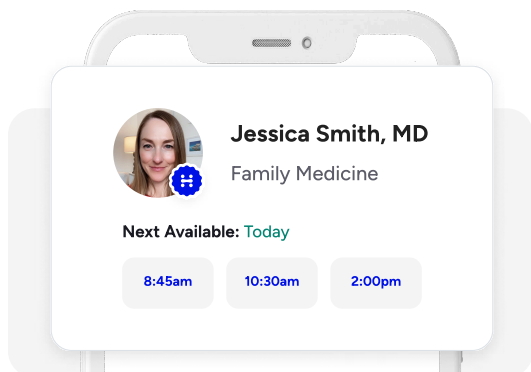 Jessica Smith, MD
Family Medicine
Next Available: Today
8:45am 10:30am 2:00pm